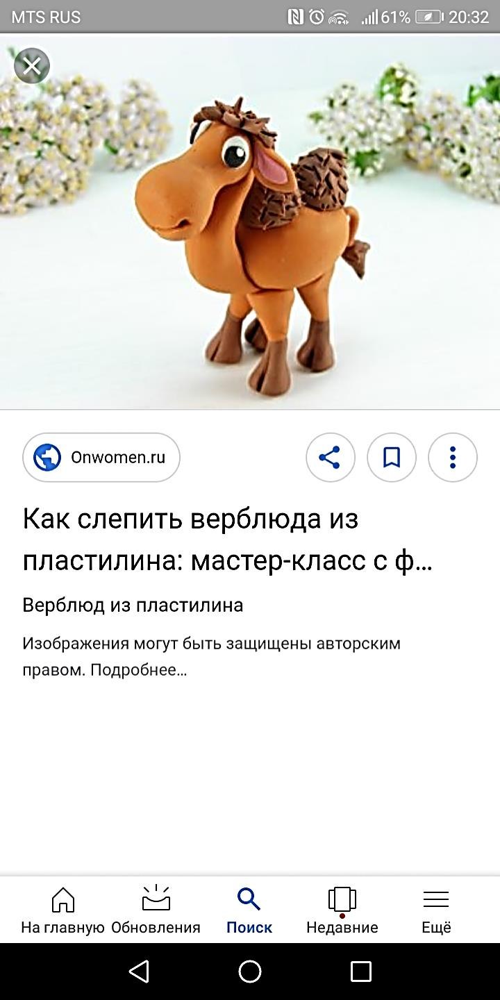 MTS RUS 61% 20:32
Onwomen.ru
Как слепить верблюда из
пластилина: мастер-класс с ф...
Верблюд из пластилина
Изображения могут быть защищены авторским
правом. Подробнее...
На главную Обновления Поиск Недавние Ещё